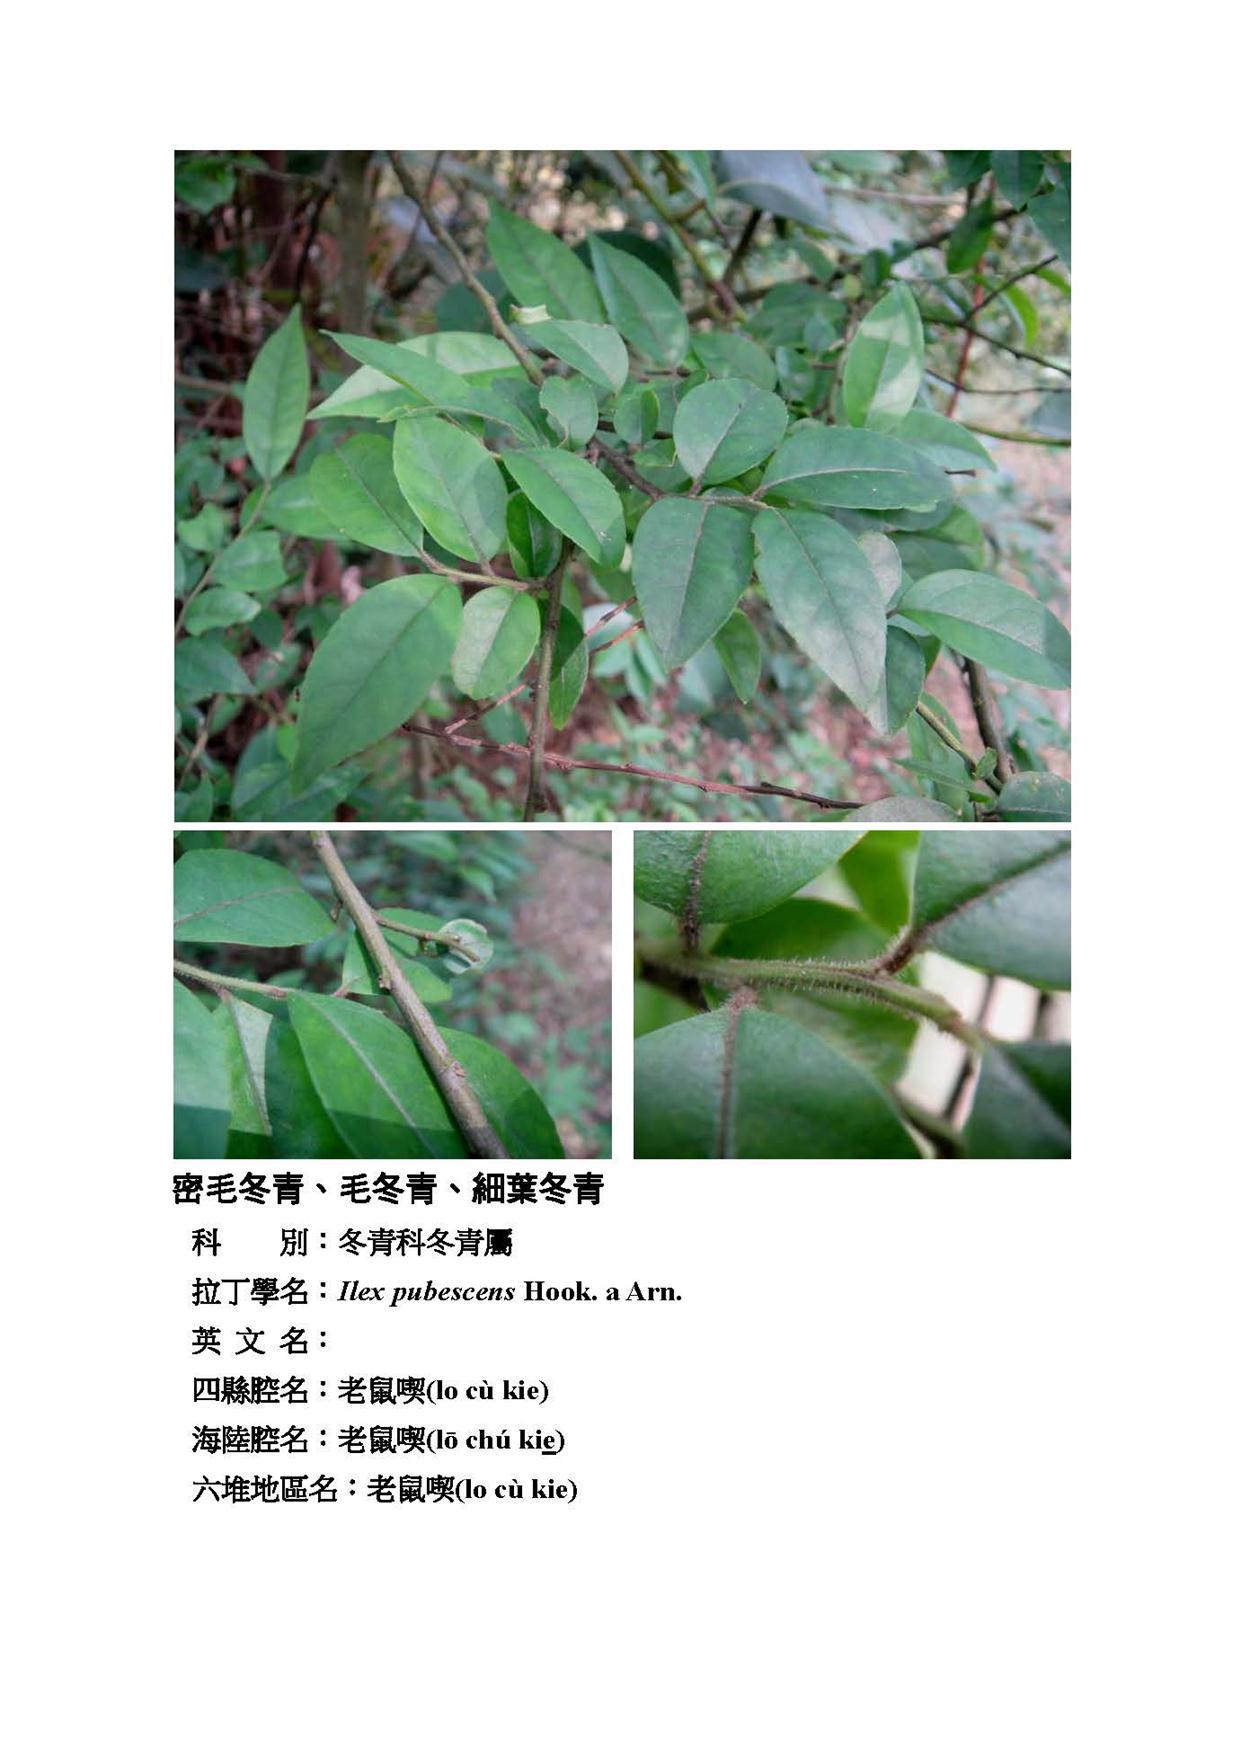 密毛冬青、毛冬青、細葉冬青
科　　別：冬青科冬青屬
拉丁學名：Ilex pubescens Hook. a Arn.
英 文 名：
四縣腔名：老鼠喫(lo cù kie)
海陸腔名：老鼠喫(lō chú kie)
六堆地區名：老鼠喫(lo cù kie)